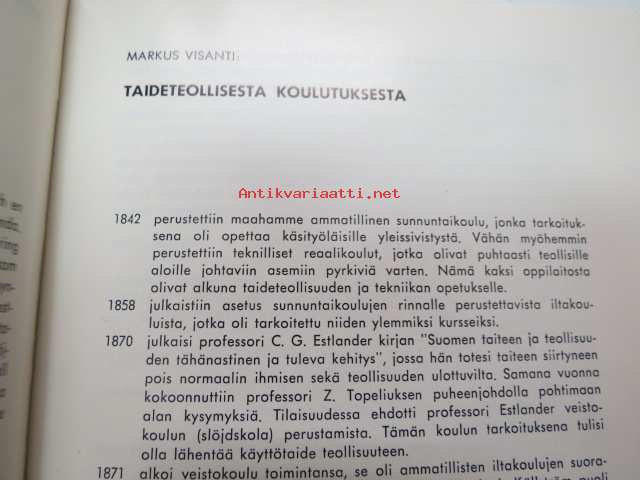 MARKUS VISANTI:
TAIDETEOLLISESTA KOULUTUKSESTA
Antikvariaatti.net
1842 perustettiin maahamme ammatillinen sunnuntaikoulu, jonka tarkoituk-
sena oli opettaa käsityöläisille yleissivistystä. Vähän myöhemmin
perustettiin teknilliset reaalikoulut, jotka olivat puhtaasti teollisille
aloille johtaviin asemiin pyrkiviä varten. Nämä kaksi oppilaitosta
olivat alkuna taideteollisuuden ja tekniikan opetukselle.
1858 julkaistiin asetus sunnuntaikoulujen rinnalle perustettavista iltakou-
luista, jotka oli tarkoitettu niiden ylemmiksi kursseiksi.
1870 julkaisi professori C. G. Estlander kirjan "Suomen taiteen ja teollisuu-
den tähänastinen ja tuleva kehitys", jossa hän totesi taiteen siirtyneen
pois normaalin ihmisen sekä teollisuuden ulottuvilta. Samana vuonna
kokoonnuttiin professori Z. Topeliuksen puheenjohdolla pohtimaan
alan kysymyksiä. Tilaisuudessa ehdotti professori Estlander veisto-
koulun (slöjdskola) perustamista. Tämän koulun tarkoituksena tulisi
olla lähentää käyttötaide teollisuuteen.
1871 alkoi veistokoulu toimintansa, se oli ammatillisten iltakoulujen suora-